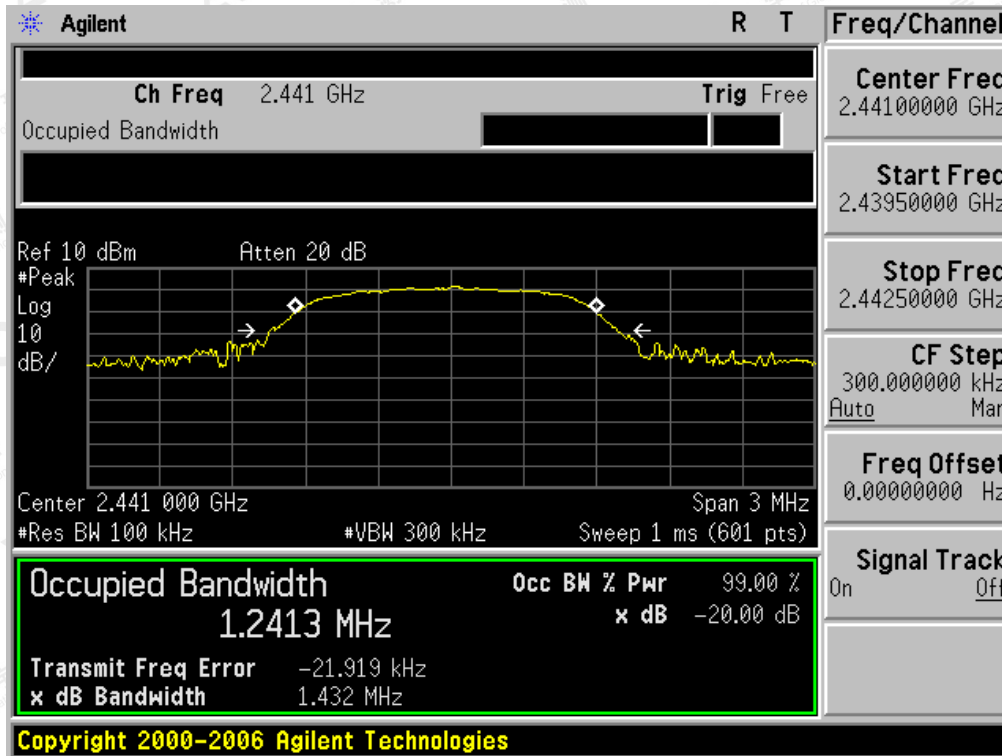 Agilent R T
Ch Freq 2.441 GHz Trig Free
Occupied Bandwidth
Ref 10 dBm Atten 20 dB
#Peak
Log
10
dB/
Center 2.441 000 GHz Span 3 MHz
#Res BW 100 kHz #VBW 300 kHz Sweep 1 ms (601 pts)
Occupied Bandwidth Occ BW % Pwr 99.00 %
1.2413 MHz x dB -20.00 dB
Transmit Freq Error -21.919 kHz
x dB Bandwidth 1.432 MHz
Copyright 2000-2006 Agilent Technologies
Freq/Channel
Center Freq
2.44100000 GHz
Start Freq
2.43950000 GHz
Stop Freq
2.44250000 GHz
CF Step
300.000000 kHz
Auto Man
Freq Offset
0.00000000 Hz
Signal Track
On Off